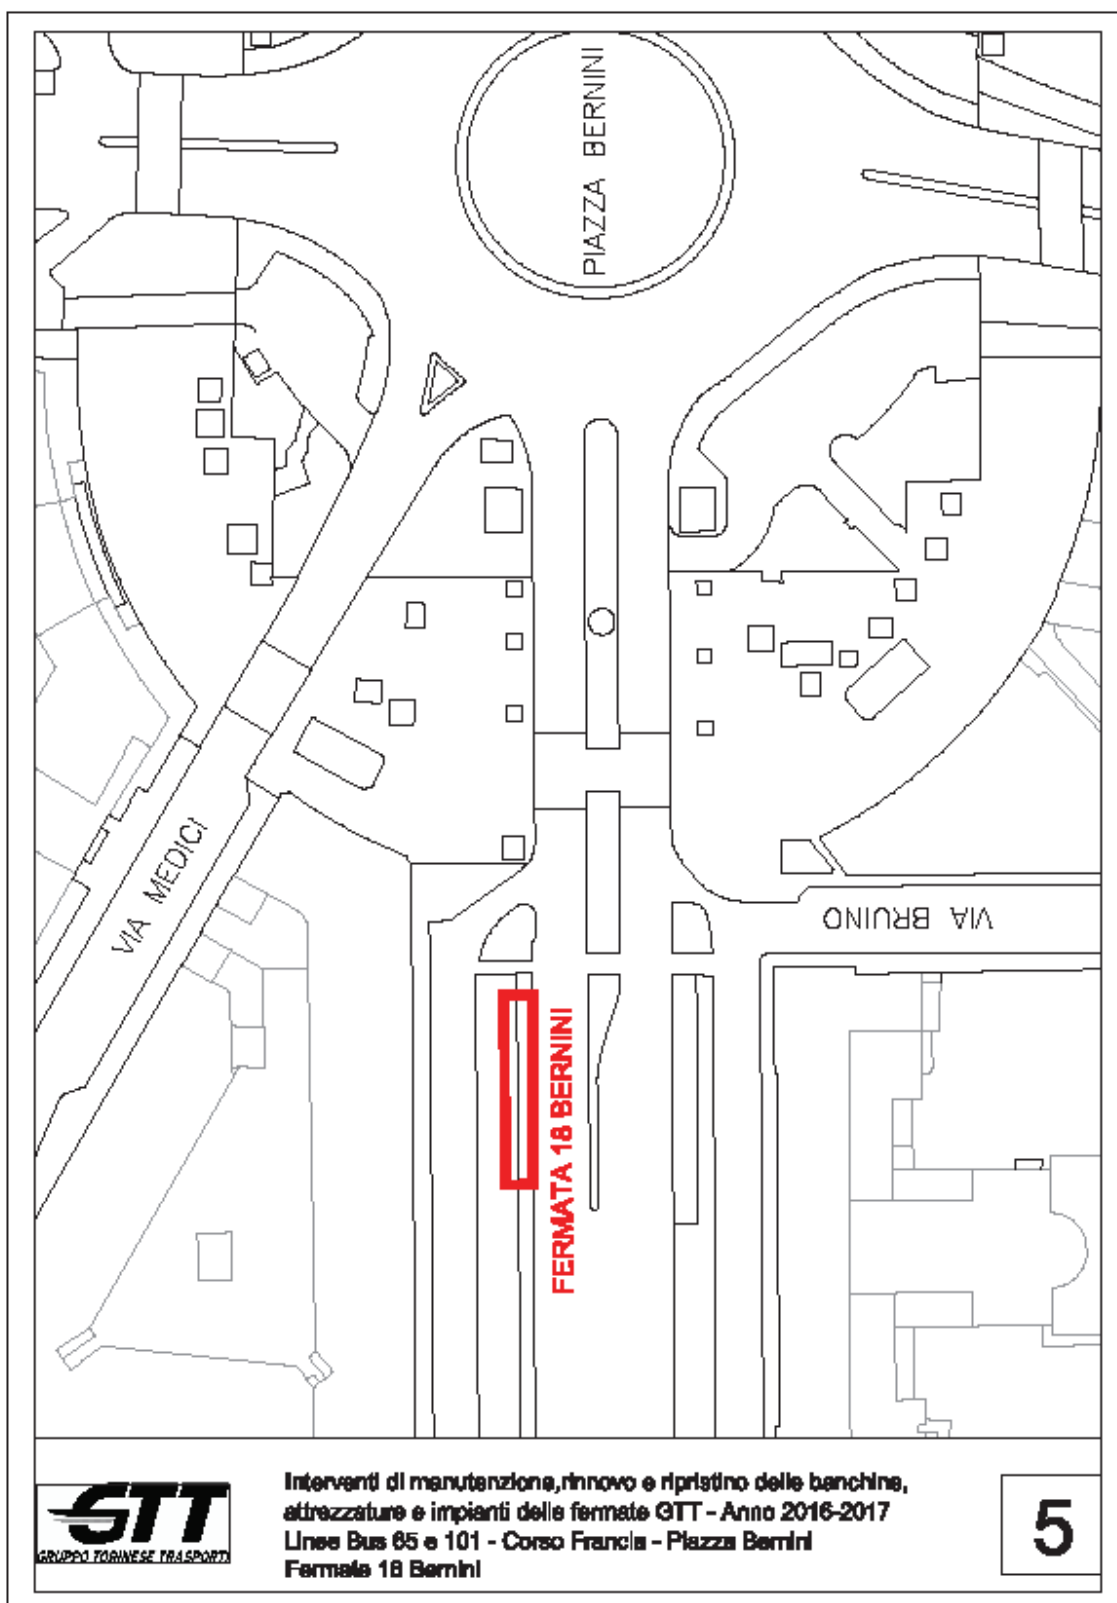 PIAZZA BERNINI
VIA MEDICI
VIA BRUINO
FERMATA 18 BERNINI
GTT
GRUPPO TORINESE TRASPORTI
Interventi di manutenzione,rinnovo e ripristino delle banchine,
attrezzature e impianti delle fermate GTT - Anno 2016-2017
Linee Bus 65 e 101 - Corso Francia - Piazza Bernini
Fermata 18 Bernini
5